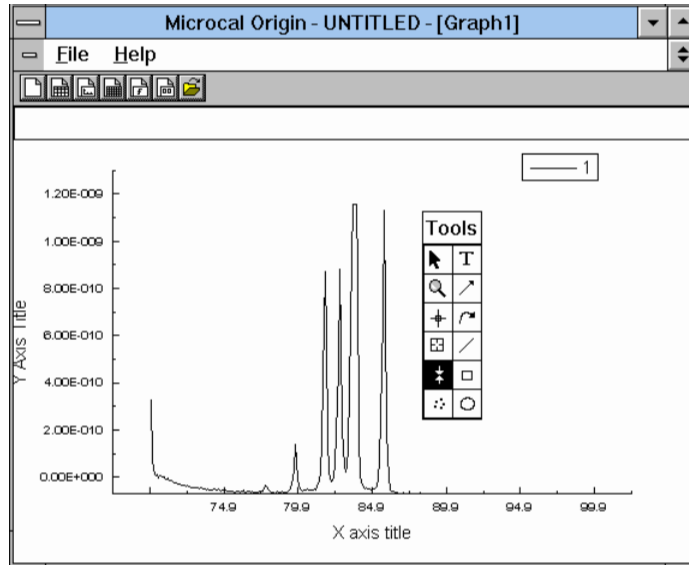 Microcal Origin - UNTITLED - [Graph1]
File Help
1
1.20E-009
1.00E-009
8.00E-010
6.00E-010
4.00E-010
2.00E-010
0.00E+000
Y Axis Title
Tools
T
74.9 79.9 84.9 89.9 94.9 99.9
X axis title